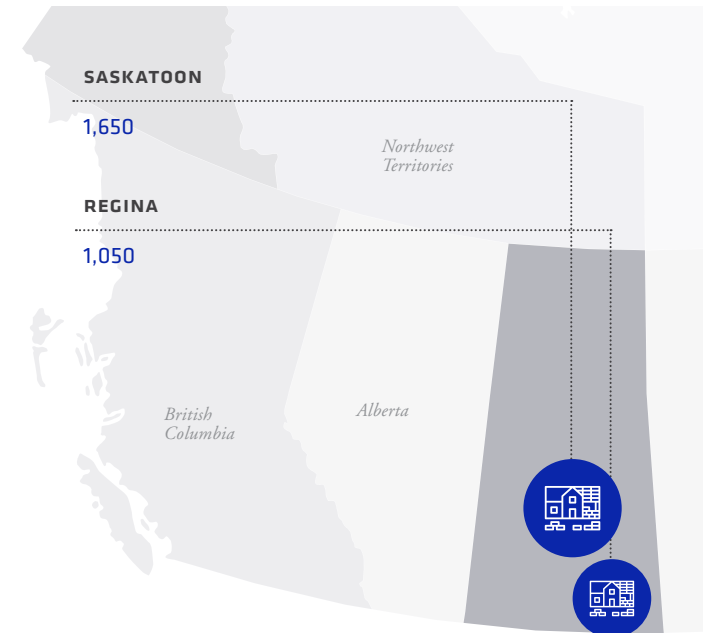 SASKATOON
1,650
Northwest
Territories
REGINA
1,050
British
Columbia
Alberta